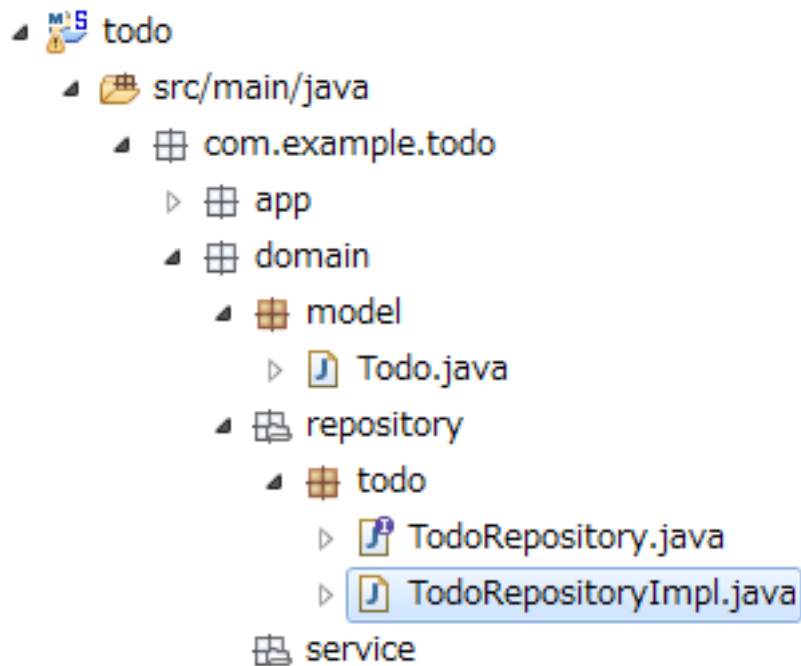 todo
src/main/java
com.example.todo
app
domain
model
Todo.java
repository
todo
TodoRepository.java
TodoRepositoryImpl.java
service